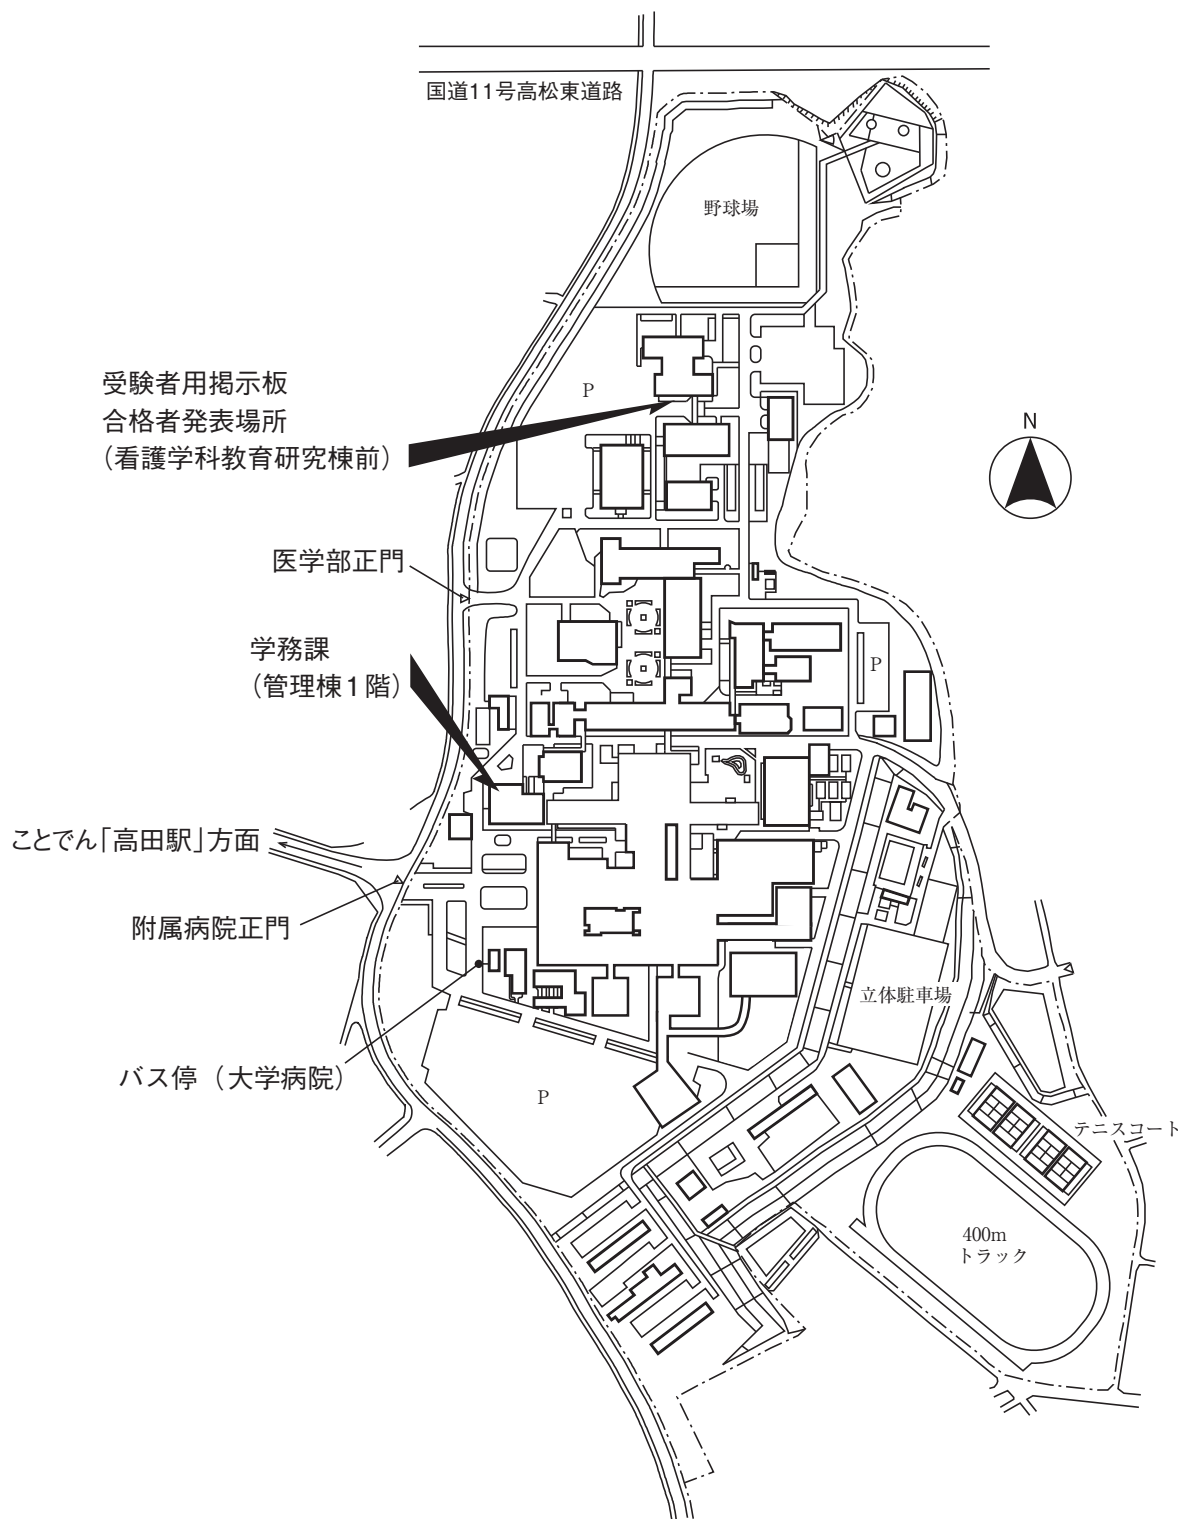 国道11号高松東道路
野球場
受験者用掲示板
合格者発表場所
（看護学科教育研究棟前）
P
N
医学部正門
学務課
（管理棟１階）
P
ことでん「高田駅」方面
附属病院正門
立体駐車場
バス停（大学病院）
P
テニスコート
400m
トラック